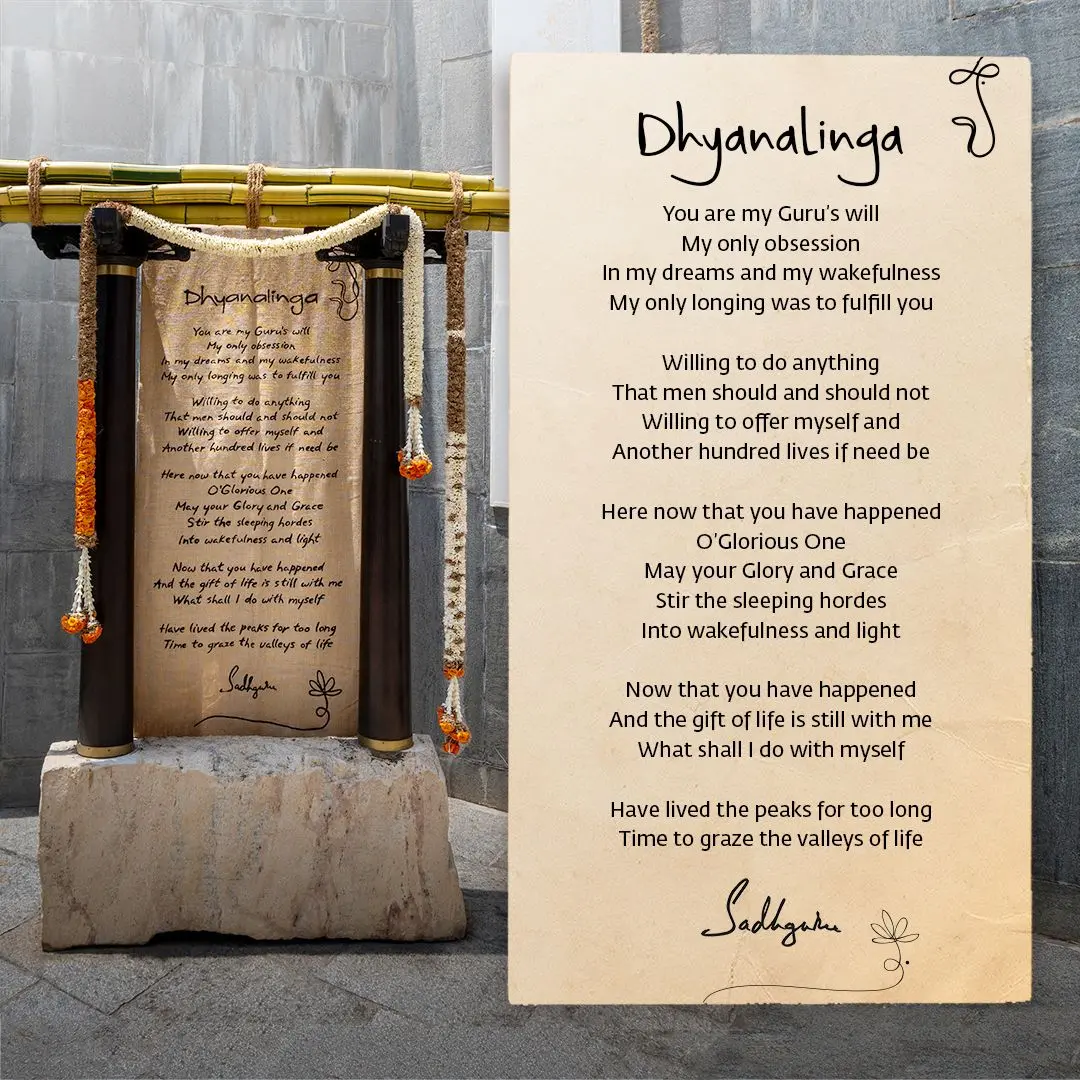 Dhyanalinga
You are my Guru's will
My only obsession
In my dreams and my wakefulness
My only longing was to fulfill you
Willing to do anything
That men should and should not
Willing to offer myself and
Another hundred lives if need be
Here now that you have happened
O'Glorious One
May your Glory and Grace
Stir the sleeping hordes
Into wakefulness and light
Now that you have happened
And the gift of life is still with me
What shall I do with myself
Have lived the peaks for too long
Time to graze the valleys of life
Sadhguru
Dhyanalinga
You are my Guru's will
My only obsession
In my dreams and my wakefulness
My only longing was to fulfill you
Willing to do anything
That men should and should not
Willing to offer myself and
Another hundred lives if need be
Here now that you have happened
O'Glorious One
May your Glory and Grace
Stir the sleeping hordes
Into wakefulness and light
Now that you have happened
And the gift of life is still with me
What shall I do with myself
Have lived the peaks for too long
Time to graze the valleys of life
Sadhguru